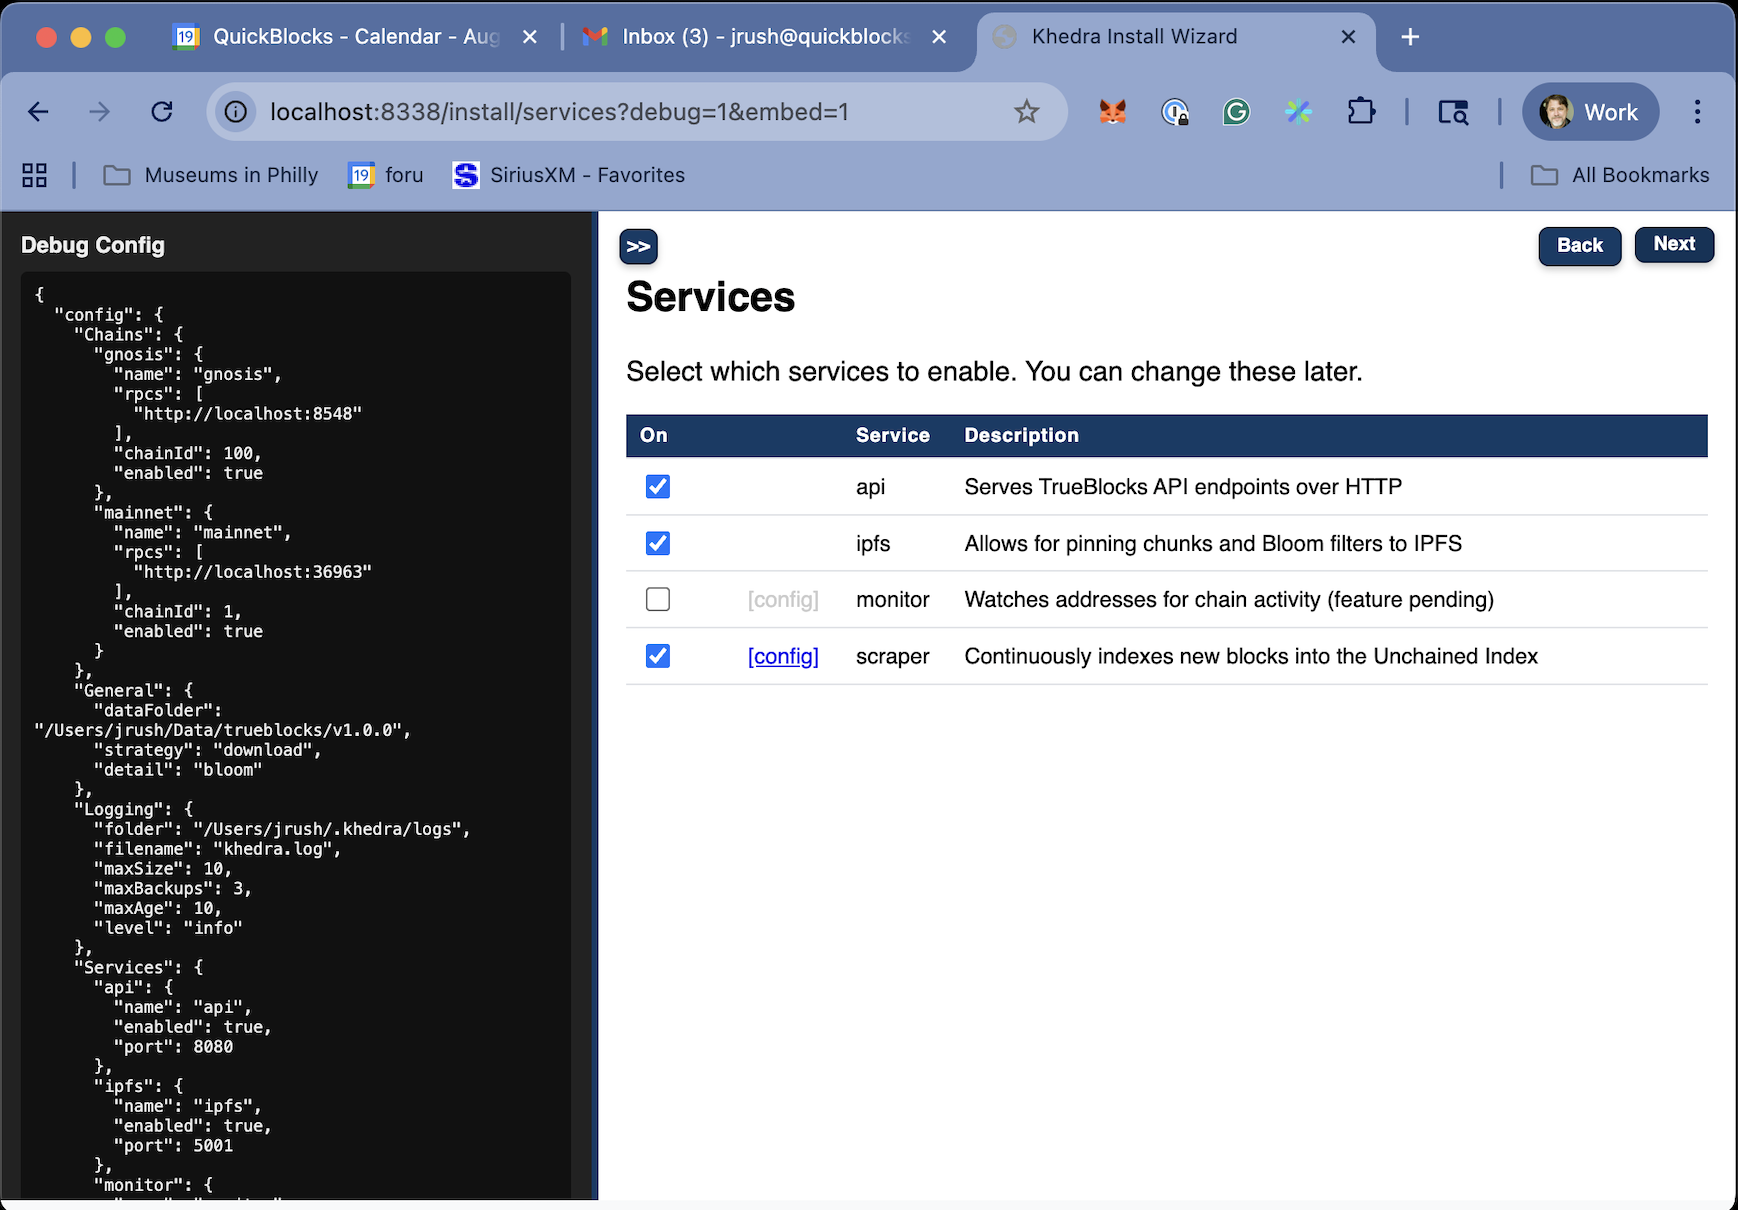 QuickBlocks - Calendar - Aug
Inbox (3) - jrush@quickblocks
Khedra Install Wizard
localhost:8338/install/services?debug=1&embed=1
Work
Museums in Philly
19 foru
SiriusXM - Favorites
All Bookmarks
Debug Config
{
"config": {
"Chains": {
"gnosis": {
"name": "gnosis",
"rpcs": [
"http://localhost:8548"
],
"chainId": 100,
"enabled": true
},
"mainnet": {
"name": "mainnet",
"rpcs": [
"http://localhost:36963"
],
"chainId": 1,
"enabled": true
}
},
"General": {
"dataFolder":
"/Users/jrush/Data/trueblocks/v1.0.0",
"strategy": "download",
"detail": "bloom"
},
"Logging": {
"folder": "/Users/jrush/.khedra/logs",
"filename": "khedra.log",
"maxSize": 10,
"maxBackups": 3,
"maxAge": 10,
"level": "info"
},
"Services": {
"api": {
"name": "api",
"enabled": true,
"port": 8080
},
"ipfs": {
"name": "ipfs",
"enabled": true,
"port": 5001
},
"monitor": {
>>
Back
Next
Services
Select which services to enable. You can change these later.
On Service Description
api Serves TrueBlocks API endpoints over HTTP
ipfs Allows for pinning chunks and Bloom filters to IPFS
[config] monitor Watches addresses for chain activity (feature pending)
[config] scraper Continuously indexes new blocks into the Unchained Index